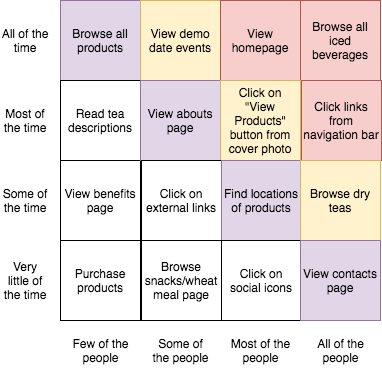 All of the
time
Browse all
products
View demo
date events
View
homepage
Browse all
iced
beverages
Most of
the time
Read tea
descriptions
View abouts
page
Click on
"View
Products"
button from
cover photo
Click links
from
navigation bar
Some of
the time
View benefits
page
Click on
external links
Find locations
of products
Browse dry
teas
Very
little of
the time
Purchase
products
Browse
snacks/wheat
meal page
Click on
social icons
View contacts
page
Few of the
people
Some of
the people
Most of the
people
All of the
people